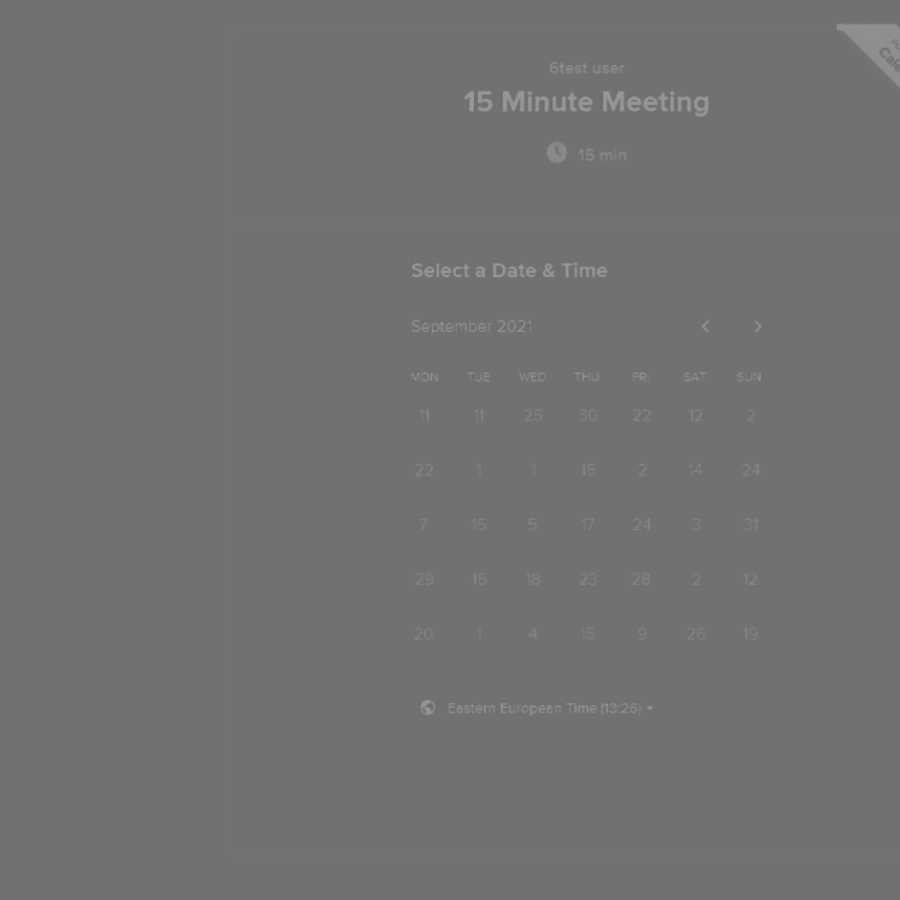 6test user
15 Minute Meeting
15 min
Select a Date & Time
September 2021
MON TUE WED THU FRI SAT SUN
11 11 25 30 22 12 2
22 1 1 16 2 14 24
7 15 5 17 24 3 31
29 16 18 23 28 2 12
20 1 4 15 9 26 19
Eastern European Time (13:26)